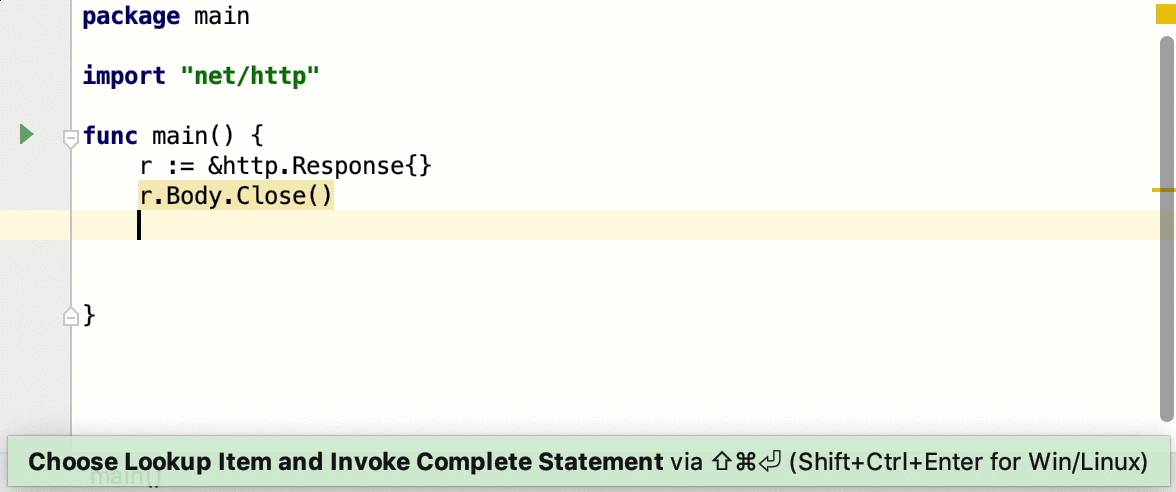 package main
import "net/http"
func main() {
r := &http.Response{}
r.Body.Close()
}
Choose Lookup Item and Invoke Complete Statement via ⇧⌘⏎ (Shift+Ctrl+Enter for Win/Linux)
main()